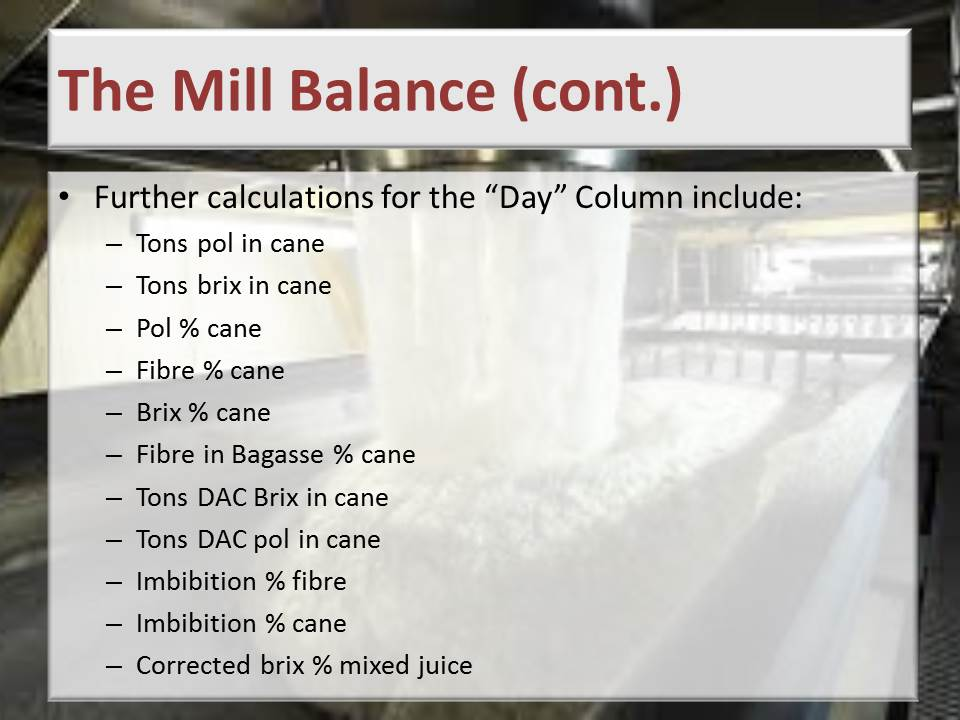 The Mill Balance (cont.)
• Further calculations for the “Day” Column include:
– Tons pol in cane
– Tons brix in cane
– Pol % cane
– Fibre % cane
– Brix % cane
– Fibre in Bagasse % cane
– Tons DAC Brix in cane
– Tons DAC pol in cane
– Imbibition % fibre
– Imbibition % cane
– Corrected brix % mixed juice